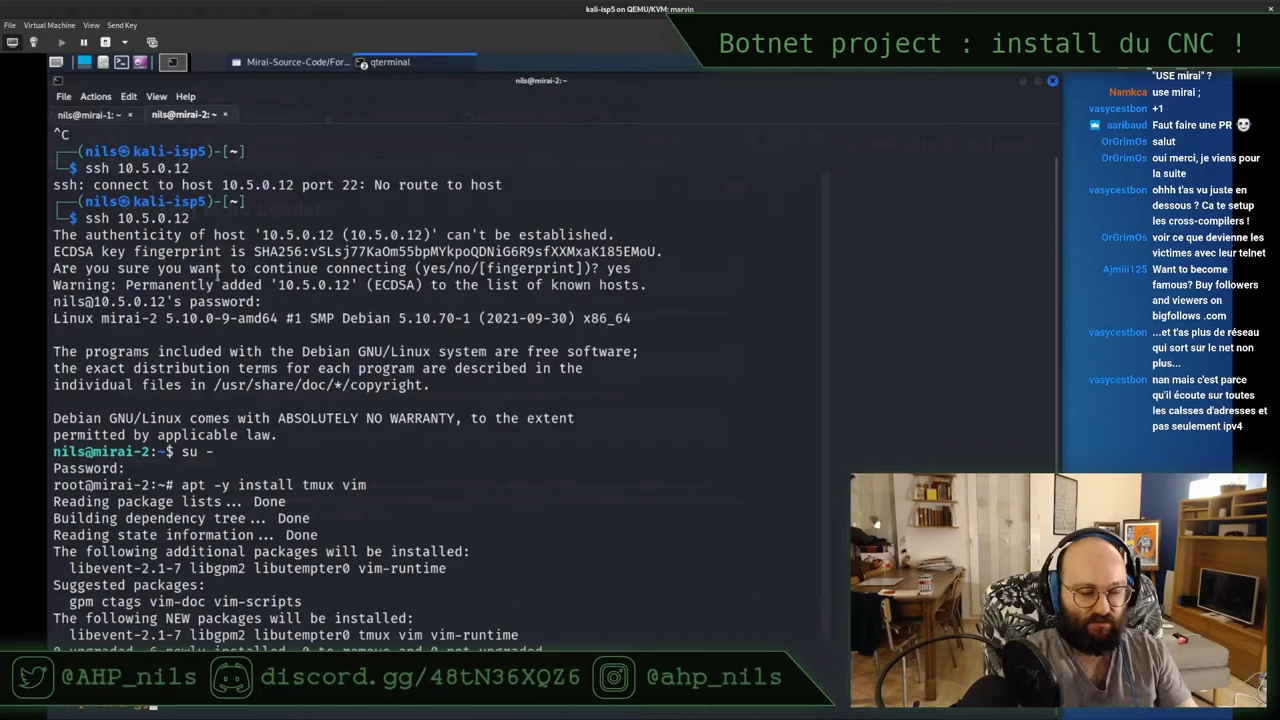 kali-isp5 on QEMU/KVM: marvin
File Virtual Machine View Send Key
Botnet project : install du CNC !
Mirai-Source-Code/For...
qterminal
nils@mirai-2: ~
File Actions Edit View Help
nils@mirai-1: ~
nils@mirai-2: ~
^C
(nils㉿kali-isp5)-[~]
$ ssh 10.5.0.12
ssh: connect to host 10.5.0.12 port 22: No route to host
(nils㉿kali-isp5)-[~]
$ ssh 10.5.0.12
The authenticity of host '10.5.0.12 (10.5.0.12)' can't be established.
ECDSA key fingerprint is SHA256:vSLsj77KaOm55bpMYkpoQDNiG6R9sfXXMxaK185EMoU.
Are you sure you want to continue connecting (yes/no/[fingerprint])? yes
Warning: Permanently added '10.5.0.12' (ECDSA) to the list of known hosts.
nils@10.5.0.12's password:
Linux mirai-2 5.10.0-9-amd64 #1 SMP Debian 5.10.70-1 (2021-09-30) x86_64
The programs included with the Debian GNU/Linux system are free software;
the exact distribution terms for each program are described in the
individual files in /usr/share/doc/*/copyright.
Debian GNU/Linux comes with ABSOLUTELY NO WARRANTY, to the extent
permitted by applicable law.
nils@mirai-2:~$ su -
Password:
root@mirai-2:~# apt -y install tmux vim
Reading package lists... Done
Building dependency tree... Done
Reading state information... Done
The following additional packages will be installed:
libevent-2.1-7 libgpm2 libutempter0 vim-runtime
Suggested packages:
gpm ctags vim-doc vim-scripts
The following NEW packages will be installed:
libevent-2.1-7 libgpm2 libutempter0 tmux vim vim-runtime
0 upgraded, 6 newly installed, 0 to remove and 0 not upgraded.
"USE mirai" ?
Namkca use mirai ;
vasycestbon +1
aaribaud Faut faire une PR
OrGrimOs salut
OrGrimOs oui merci, je viens pour
la suite
vasycestbon ohhh t'as vu juste en
dessous ? Ca te setup
les cross-compilers !
OrGrimOs voir ce que devienne les
victimes avec leur telnet
Ajmiii125 Want to become
famous? Buy followers
and viewers on
bigfollows .com
vasycestbon ...et t'as plus de réseau
qui sort sur le net non
plus...
vasycestbon nan mais c'est parce
qu'il écoute sur toutes
les calsses d'adresses et
pas seulement ipv4
@AHP_nils
discord.gg/48tN36XQZ6
@ahp_nils